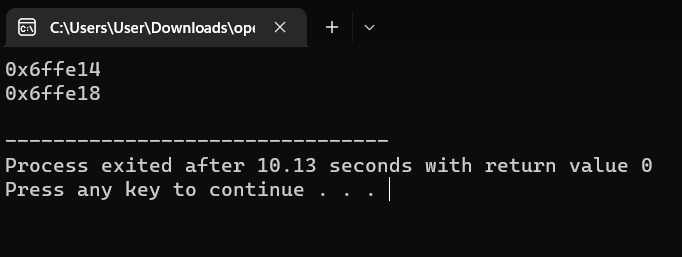 C:\Users\User\Downloads\ope
0x6ffe14
0x6ffe18
--------------------------------
Process exited after 10.13 seconds with return value 0
Press any key to continue . . .